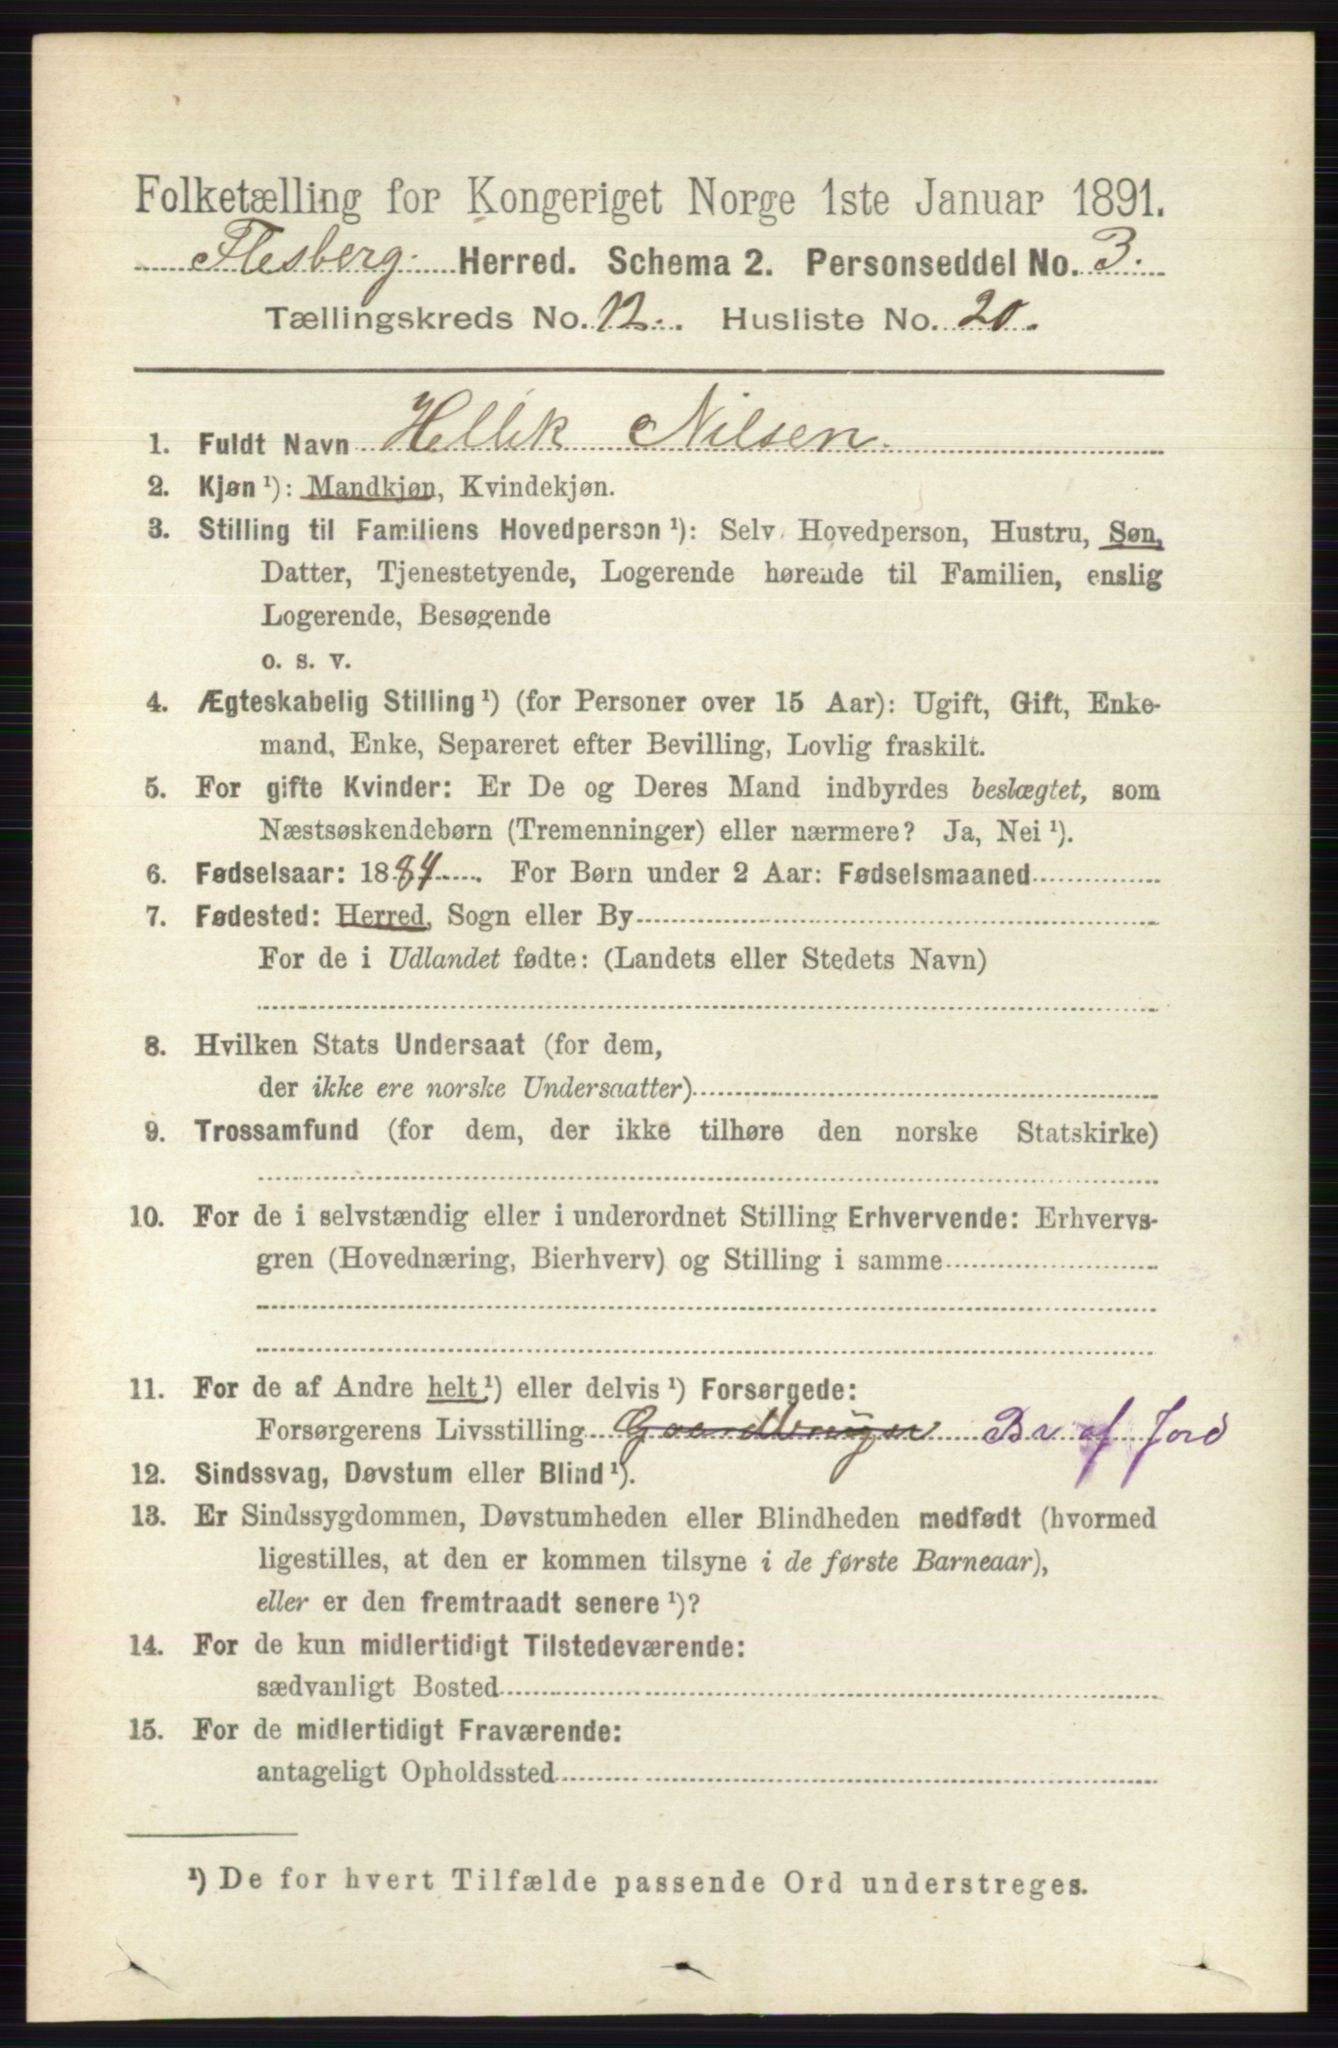 Folketælling for Kongeriget Norge 1ste Januar 1891.
Flesberg Herred. Schema 2. Personseddel No. 3.
Tællingskreds No. 12. Husliste No. 20.
1. Fuldt Navn Hellik Nilsen
2. Kjøn ¹): Mandkjøn, Kvindekjøn.
3. Stilling til Familiens Hovedperson ¹): Selv Hovedperson, Hustru, Søn,
Datter, Tjenestetyende, Logerende hørende til Familien, enslig
Logerende, Besøgende
o. s. v.
4. Ægteskabelig Stilling ¹) (for Personer over 15 Aar): Ugift, Gift, Enke-
mand, Enke, Separeret efter Bevilling, Lovlig fraskilt.
5. For gifte Kvinder: Er De og Deres Mand indbyrdes beslægtet, som
Næstsøskendebørn (Tremenninger) eller nærmere? Ja, Nei ¹).
6. Fødselsaar: 1884. For Børn under 2 Aar: Fødselsmaaned
7. Fødested: Herred, Sogn eller By
For de i Udlandet fødte: (Landets eller Stedets Navn)
8. Hvilken Stats Undersaat (for dem,
der ikke ere norske Undersaatter)
9. Trossamfund (for dem, der ikke tilhøre den norske Statskirke)
10. For de i selvstændig eller i underordnet Stilling Erhvervende: Erhvervs-
gren (Hovednæring, Bierhverv) og Stilling i samme
11. For de af Andre helt ¹) eller delvis ¹) Forsørgede:
Forsørgerens Livsstilling Gaardbruger Br af Jord
12. Sindssvag, Døvstum eller Blind ¹).
13. Er Sindssygdommen, Døvstumheden eller Blindheden medfødt (hvormed
ligestilles, at den er kommen tilsyne i de første Barneaar),
eller er den fremtraadt senere ¹)?
14. For de kun midlertidigt Tilstedeværende:
sædvanligt Bosted
15. For de midlertidigt Fraværende:
antageligt Opholdssted
¹) De for hvert Tilfælde passende Ord understreges.